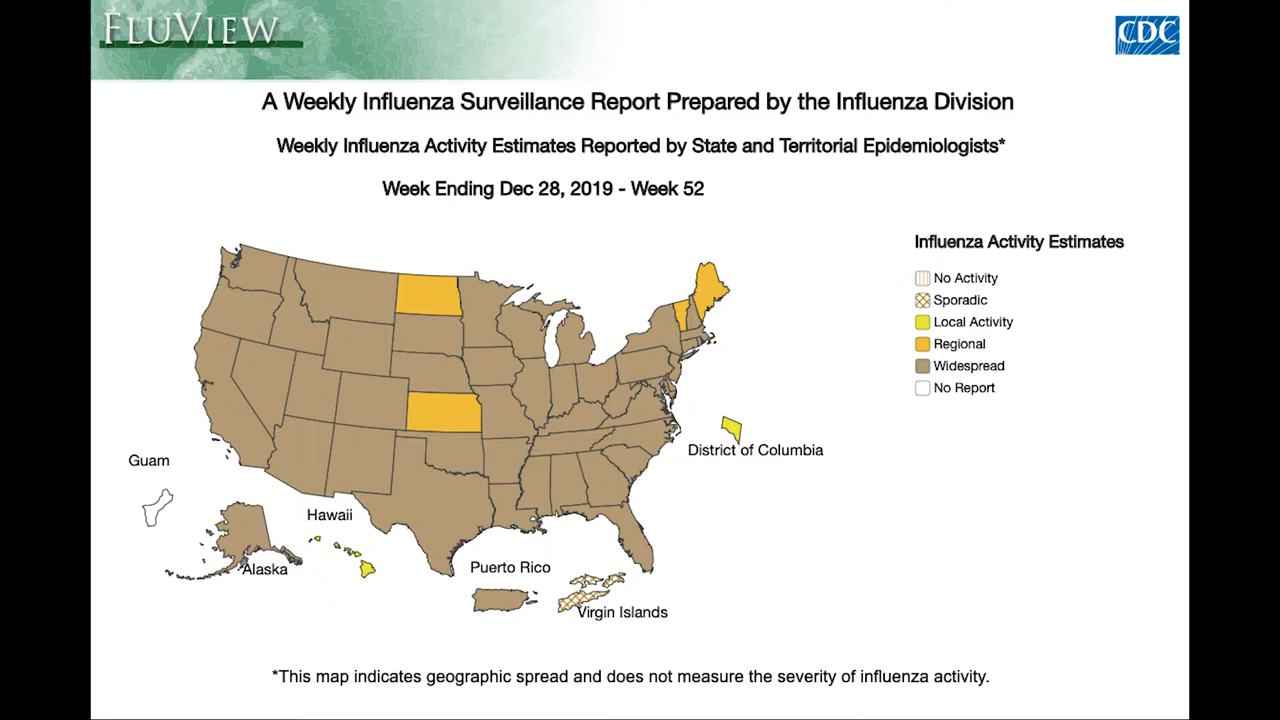 FLUVIEW
CDC
A Weekly Influenza Surveillance Report Prepared by the Influenza Division
Weekly Influenza Activity Estimates Reported by State and Territorial Epidemiologists*
Week Ending Dec 28, 2019 - Week 52
Influenza Activity Estimates
No Activity
Sporadic
Local Activity
Regional
Widespread
No Report
District of Columbia
Guam
Hawaii
Alaska
Puerto Rico
Virgin Islands
*This map indicates geographic spread and does not measure the severity of influenza activity.